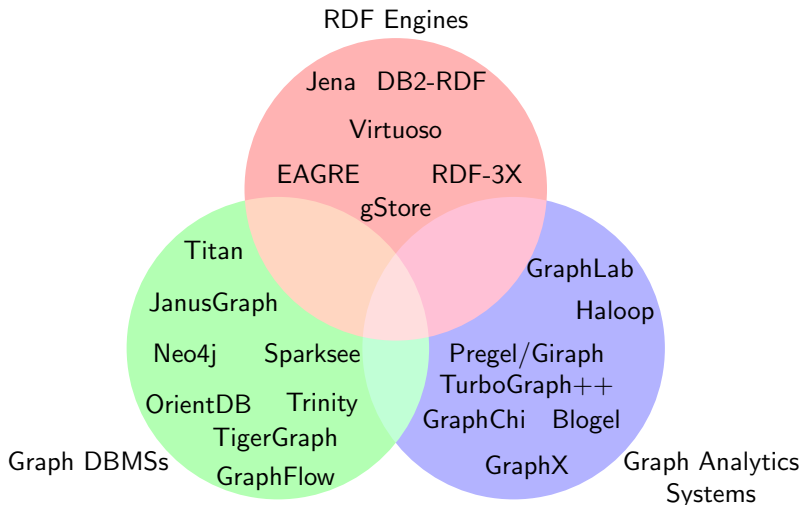 RDF Engines
Jena DB2-RDF
Virtuoso
EAGRE RDF-3X
gStore
Titan
JanusGraph
Neo4j Sparksee
OrientDB Trinity
TigerGraph
GraphFlow
Graph DBMSs
GraphLab
Haloop
Pregel/Giraph
TurboGraph++
GraphChi Blogel
GraphX
Graph Analytics
Systems